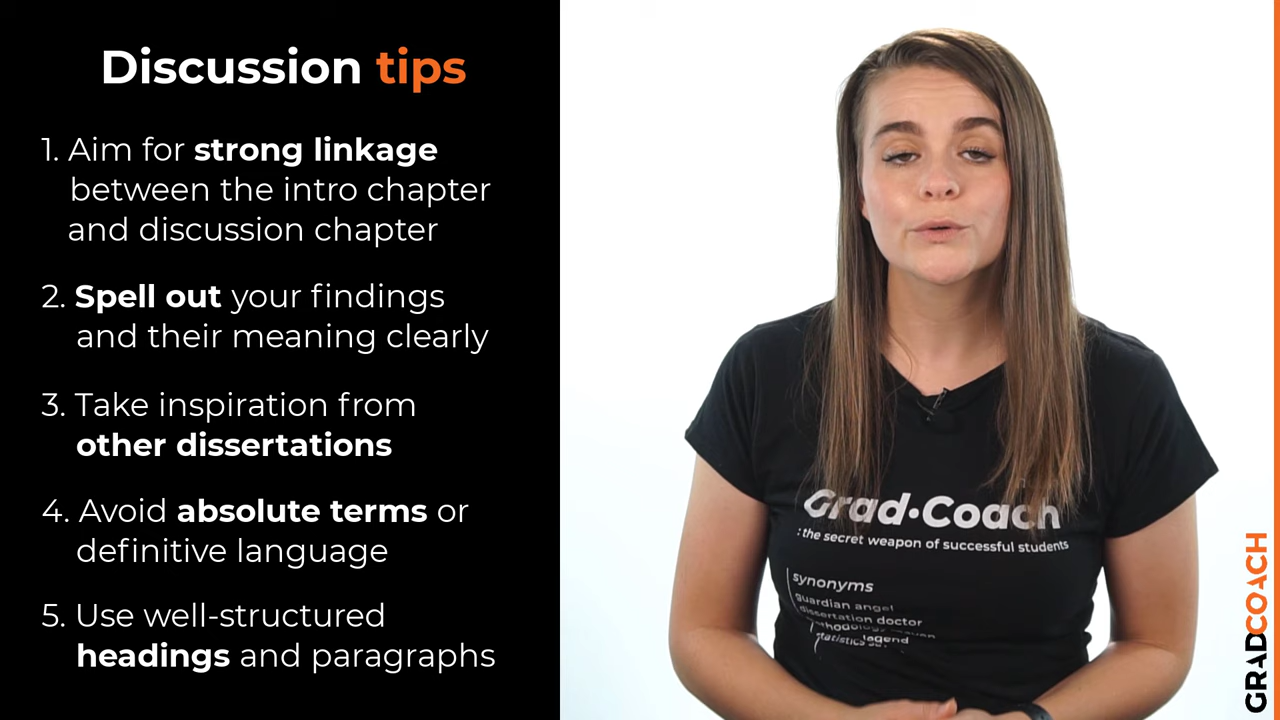 Discussion tips
1. Aim for strong linkage
between the intro chapter
and discussion chapter
2. Spell out your findings
and their meaning clearly
3. Take inspiration from
other dissertations
4. Avoid absolute terms or
definitive language
5. Use well-structured
headings and paragraphs
Grad•Coach
: the secret weapon of successful students
synonyms
guardian angel
dissertation doctor
legend
statistics
GRADCOACH